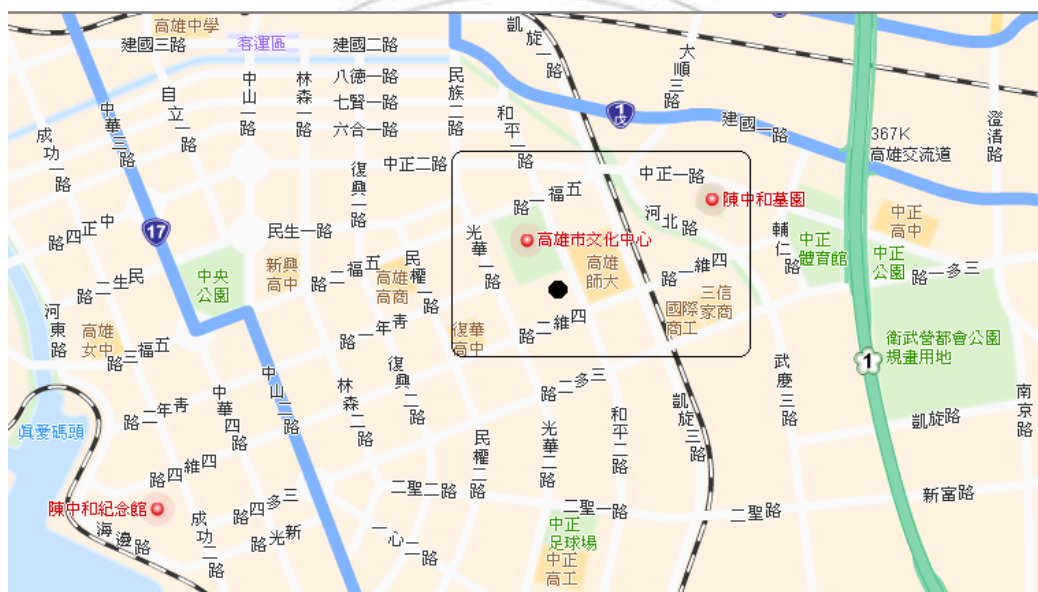 高雄中學
建國三路
客運區
建國二路
凱旋一路
大順三路
中山一路
林森一路
八德一路
七賢一路
六合一路
民族二路
和平一路
1戊
建國一路
367K
高雄交流道
澄清路
中華三路
自立一路
成功一路
中正二路
復興一路
中正一路
五福一路
陳中和墓園
河北路
中正四路
17
民生一路
光華一路
高雄市文化中心
高雄
師大
四維一路
輔仁路
中正
體育館
中正
高中
中正
公園
三多一路
民生二路
中央
公園
新興
高中
五福二路
高雄
高商
民權一路
國際
商工
三信
家商
河東路
高雄
女中
五福三路
青年一路
復華
高中
四維二路
衛武營都會公園
規畫用地
1
武慶三路
中山二路
林森二路
復興二路
三多二路
中華四路
青年二路
和平二路
光華二路
凱旋三路
凱旋路
南京路
真愛碼頭
四維四路
民權二路
二聖二路
二聖一路
二聖路
新富路
陳中和紀念館
海邊路
成功二路
三多四路
新光路
一心二路
中正
足球場
中正
高工